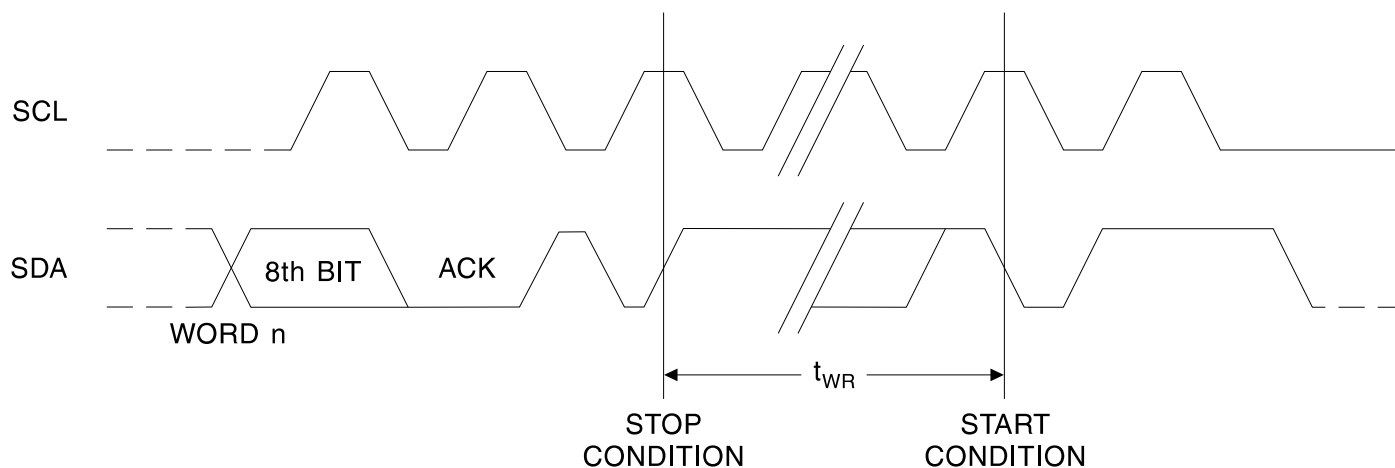 SCL
SDA
8th BIT
ACK
WORD n
tWR
STOP
CONDITION
START
CONDITION